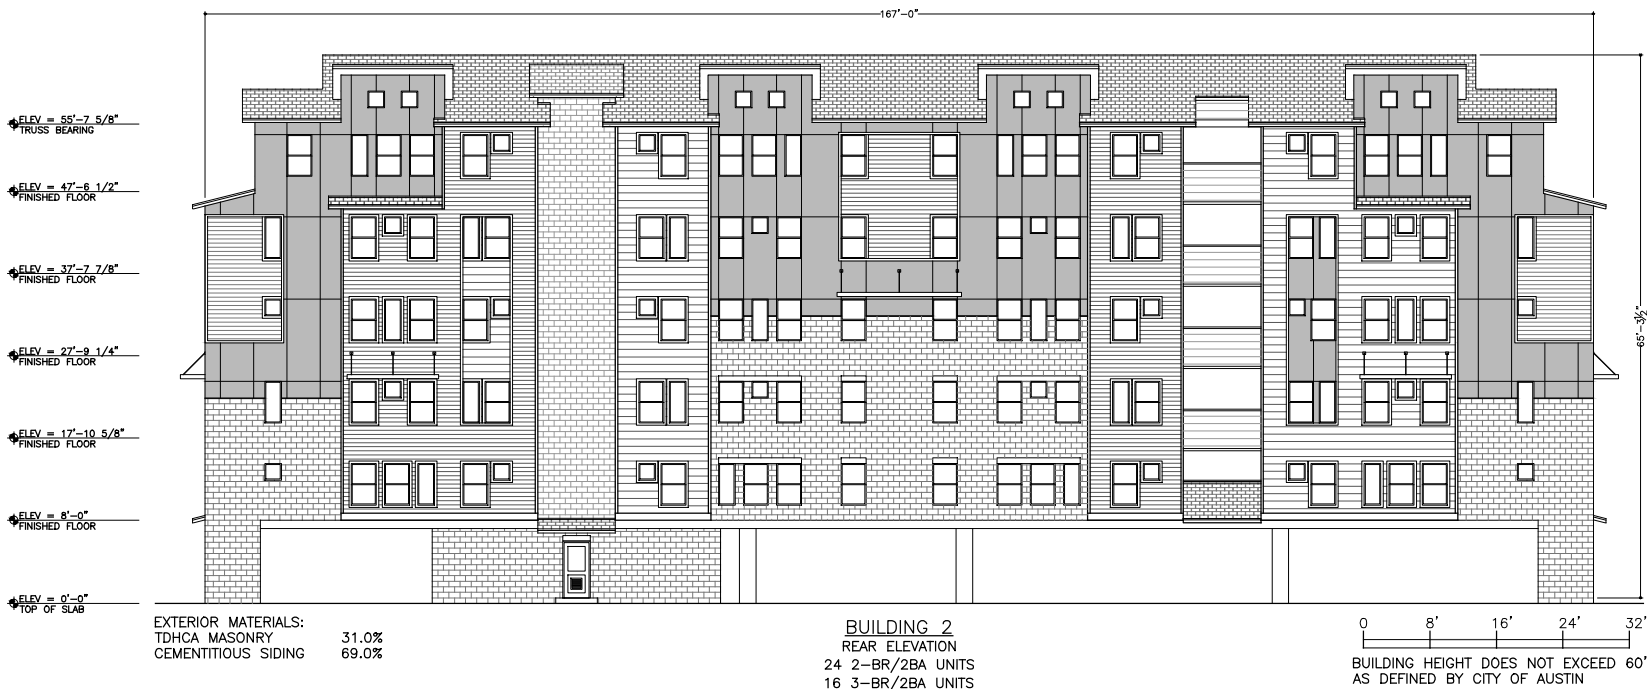 167'-0"
ELEV = 55'-7 5/8"
TRUSS BEARING
ELEV = 47'-6 1/2"
FINISHED FLOOR
ELEV = 37'-7 7/8"
FINISHED FLOOR
ELEV = 27'-9 1/4"
FINISHED FLOOR
ELEV = 17'-10 5/8"
FINISHED FLOOR
ELEV = 8'-0"
FINISHED FLOOR
ELEV = 0'-0"
TOP OF SLAB
65'-3½"
EXTERIOR MATERIALS:
TDHCA MASONRY 31.0%
CEMENTITIOUS SIDING 69.0%
BUILDING 2
REAR ELEVATION
24 2-BR/2BA UNITS
16 3-BR/2BA UNITS
0 8' 16' 24' 32'
BUILDING HEIGHT DOES NOT EXCEED 60'
AS DEFINED BY CITY OF AUSTIN